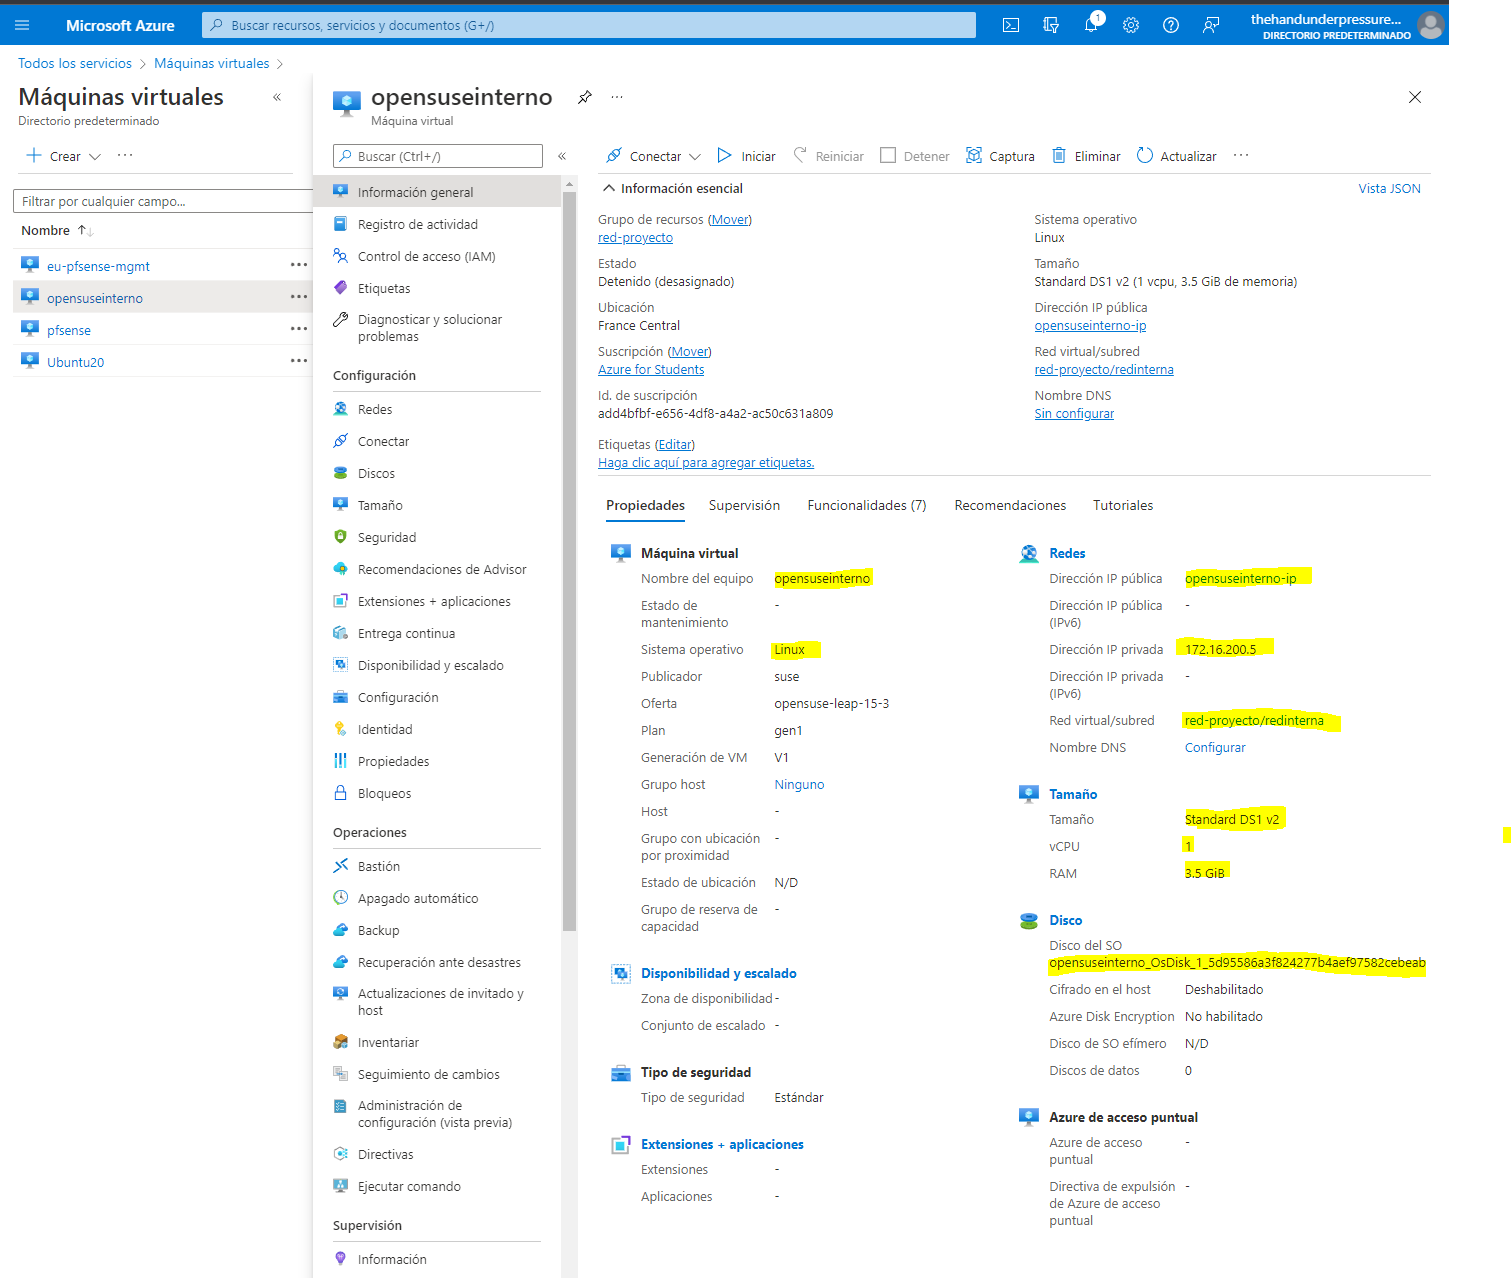 Microsoft Azure
Buscar recursos, servicios y documentos (G+/)
1
thehandunderpressure...
DIRECTORIO PREDETERMINADO
Todos los servicios > Máquinas virtuales >
Máquinas virtuales
«
Directorio predeterminado
+ Crear ···
Filtrar por cualquier campo...
Nombre ↑↓
eu-pfsense-mgmt ···
opensuseinterno ···
pfsense ···
Ubuntu20 ···
opensuseinterno ···
Máquina virtual
Buscar (Ctrl+/)
«
Información general
Registro de actividad
Control de acceso (IAM)
Etiquetas
Diagnosticar y solucionar
problemas
Configuración
Redes
Conectar
Discos
Tamaño
Seguridad
Recomendaciones de Advisor
Extensiones + aplicaciones
Entrega continua
Disponibilidad y escalado
Configuración
Identidad
Propiedades
Bloqueos
Operaciones
Bastión
Apagado automático
Backup
Recuperación ante desastres
Actualizaciones de invitado y
host
Inventariar
Seguimiento de cambios
Administración de
configuración (vista previa)
Directivas
Ejecutar comando
Supervisión
Información
Conectar Iniciar Reiniciar Detener Captura Eliminar Actualizar ···
Información esencial
Vista JSON
Grupo de recursos (Mover)
red-proyecto
Estado
Detenido (desasignado)
Ubicación
France Central
Suscripción (Mover)
Azure for Students
Id. de suscripción
add4bfbf-e656-4df8-a4a2-ac50c631a809
Sistema operativo
Linux
Tamaño
Standard DS1 v2 (1 vcpu, 3.5 GiB de memoria)
Dirección IP pública
opensuseinterno-ip
Red virtual/subred
red-proyecto/redinterna
Nombre DNS
Sin configurar
Etiquetas (Editar)
Haga clic aquí para agregar etiquetas.
Propiedades Supervisión Funcionalidades (7) Recomendaciones Tutoriales
Máquina virtual
Nombre del equipo opensuseinterno
Estado de -
mantenimiento
Sistema operativo Linux
Publicador suse
Oferta opensuse-leap-15-3
Plan gen1
Generación de VM V1
Grupo host Ninguno
Host -
Grupo con ubicación -
por proximidad
Estado de ubicación N/D
Grupo de reserva de -
capacidad
Disponibilidad y escalado
Zona de disponibilidad -
Conjunto de escalado -
Tipo de seguridad
Tipo de seguridad Estándar
Extensiones + aplicaciones
Extensiones -
Aplicaciones -
Redes
Dirección IP pública opensuseinterno-ip
Dirección IP pública -
(IPv6)
Dirección IP privada 172.16.200.5
Dirección IP privada -
(IPv6)
Red virtual/subred red-proyecto/redinterna
Nombre DNS Configurar
Tamaño
Tamaño Standard DS1 v2
vCPU 1
RAM 3.5 GiB
Disco
Disco del SO
opensuseinterno_OsDisk_1_5d95586a3f824277b4aef97582cebeab
Cifrado en el host Deshabilitado
Azure Disk Encryption No habilitado
Disco de SO efímero N/D
Discos de datos 0
Azure de acceso puntual
Azure de acceso -
puntual
Directiva de expulsión -
de Azure de acceso
puntual